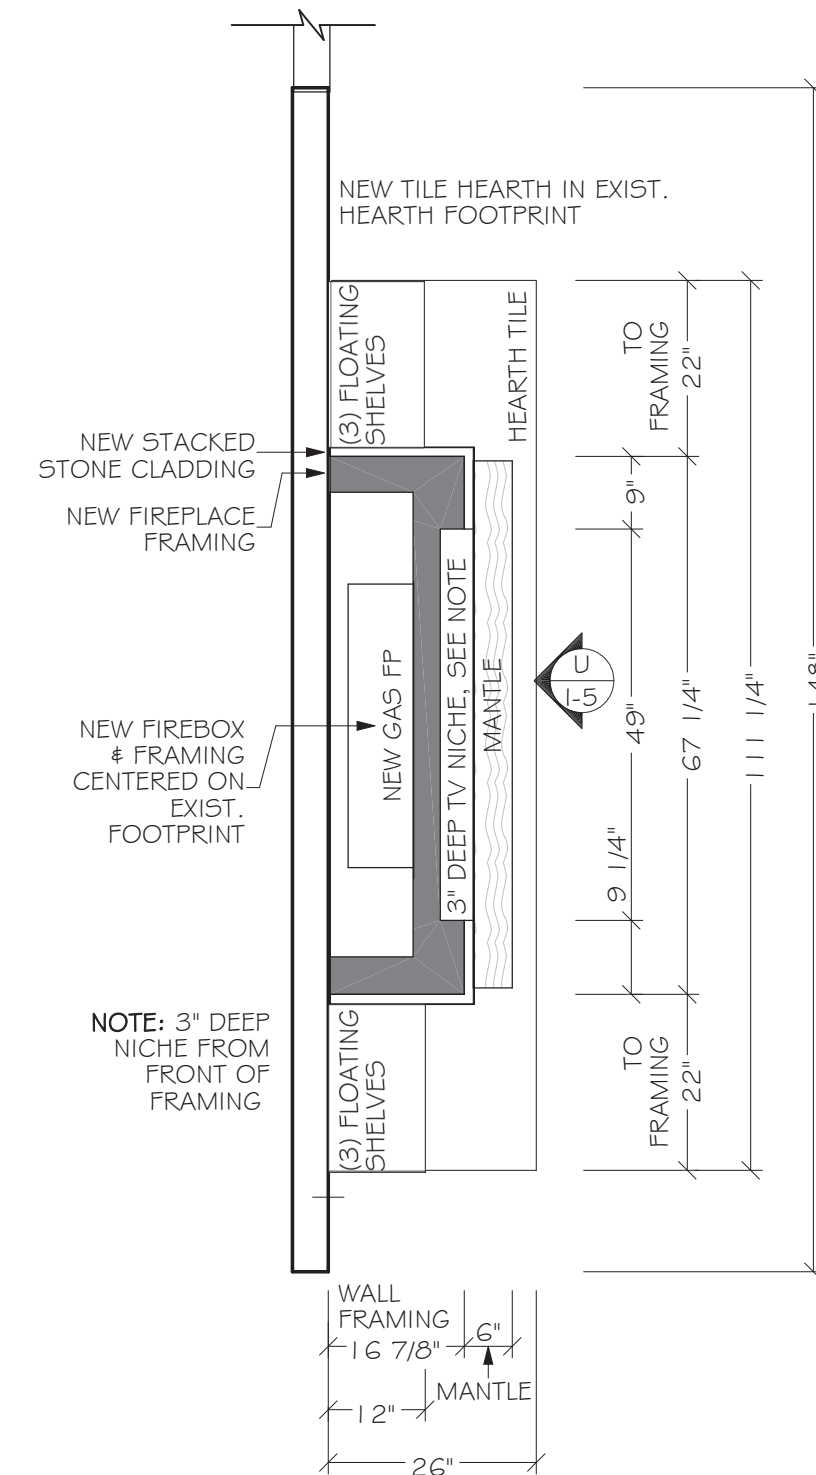 NEW TILE HEARTH IN EXIST.
HEARTH FOOTPRINT
(3) FLOATING
SHELVES
HEARTH TILE
TO
FRAMING
22"
NEW STACKED
STONE CLADDING
NEW FIREPLACE
FRAMING
9"
3" DEEP TV NICHE, SEE NOTE
MANTLE
NEW GAS FP
U
1-5
49"
67 1/4"
111 1/4"
NEW FIREBOX
& FRAMING
CENTERED ON
EXIST.
FOOTPRINT
9 1/4"
NOTE: 3" DEEP
NICHE FROM
FRONT OF
FRAMING
(3) FLOATING
SHELVES
TO
FRAMING
22"
WALL
FRAMING
16 7/8"
6"
MANTLE
12"
26"